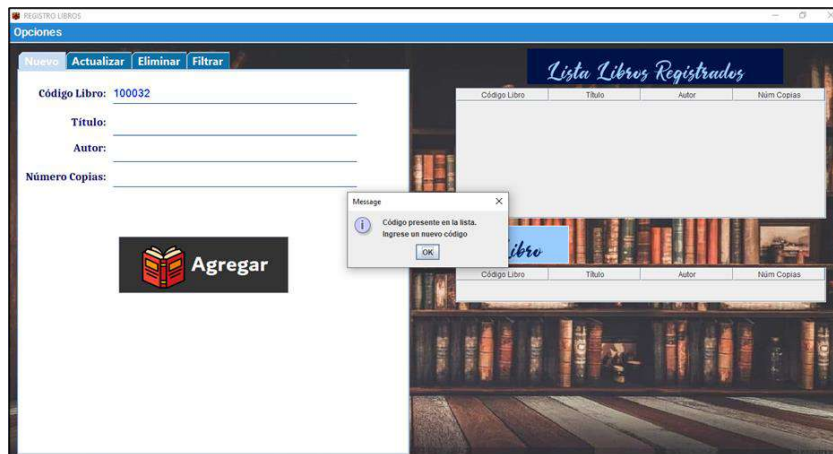 REGISTRO LIBROS
Opciones
Nuevo Actualizar Eliminar Filtrar
Código Libro: 100032
Título:
Autor:
Número Copias:
Agregar
Lista Libros Registrados
Código Libro Título Autor Núm Copias
Message
Código presente en la lista.
Ingrese un nuevo código
OK
Libro
Código Libro Título Autor Núm Copias